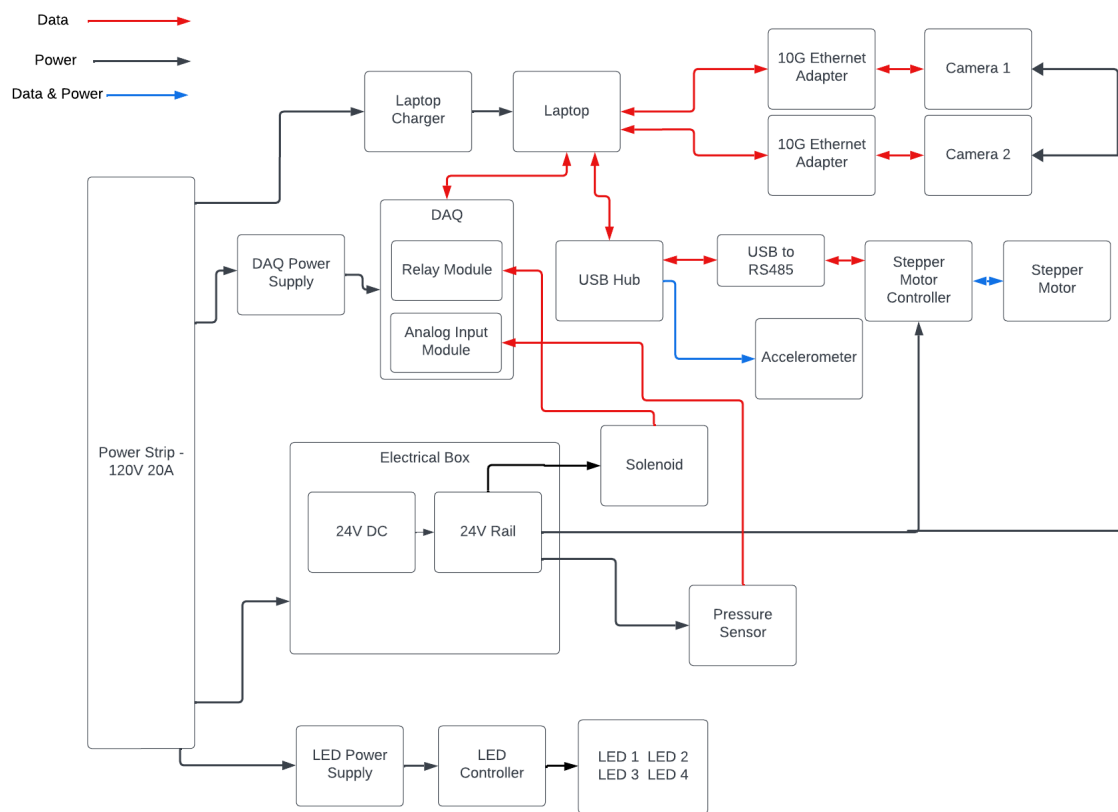 Data
Power
Data & Power
Laptop
Charger
Laptop
10G Ethernet
Adapter
Camera 1
10G Ethernet
Adapter
Camera 2
DAQ
Relay Module
Analog Input
Module
DAQ Power
Supply
USB Hub
USB to
RS485
Stepper
Motor
Controller
Stepper
Motor
Accelerometer
Power Strip -
120V 20A
Electrical Box
24V DC
24V Rail
Solenoid
Pressure
Sensor
LED Power
Supply
LED
Controller
LED 1 LED 2
LED 3 LED 4